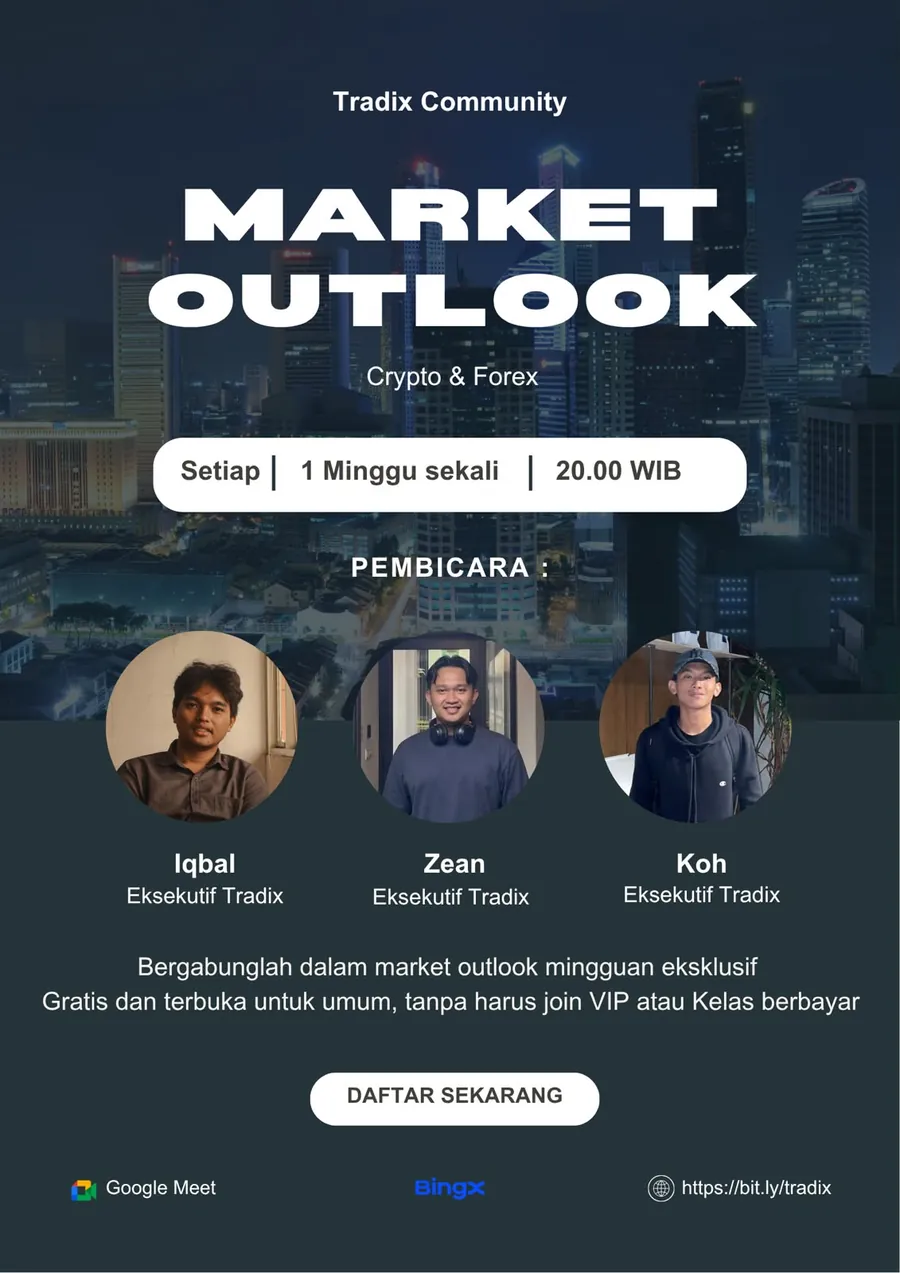 Tradix Community
MARKET
OUTLOOK
Crypto & Forex
Setiap | 1 Minggu sekali | 20.00 WIB
PEMBICARA :
Iqbal
Eksekutif Tradix
Zean
Eksekutif Tradix
Koh
Eksekutif Tradix
Bergabunglah dalam market outlook mingguan eksklusif
Gratis dan terbuka untuk umum, tanpa harus join VIP atau Kelas berbayar
DAFTAR SEKARANG
Google Meet
BingX
https://bit.ly/tradix